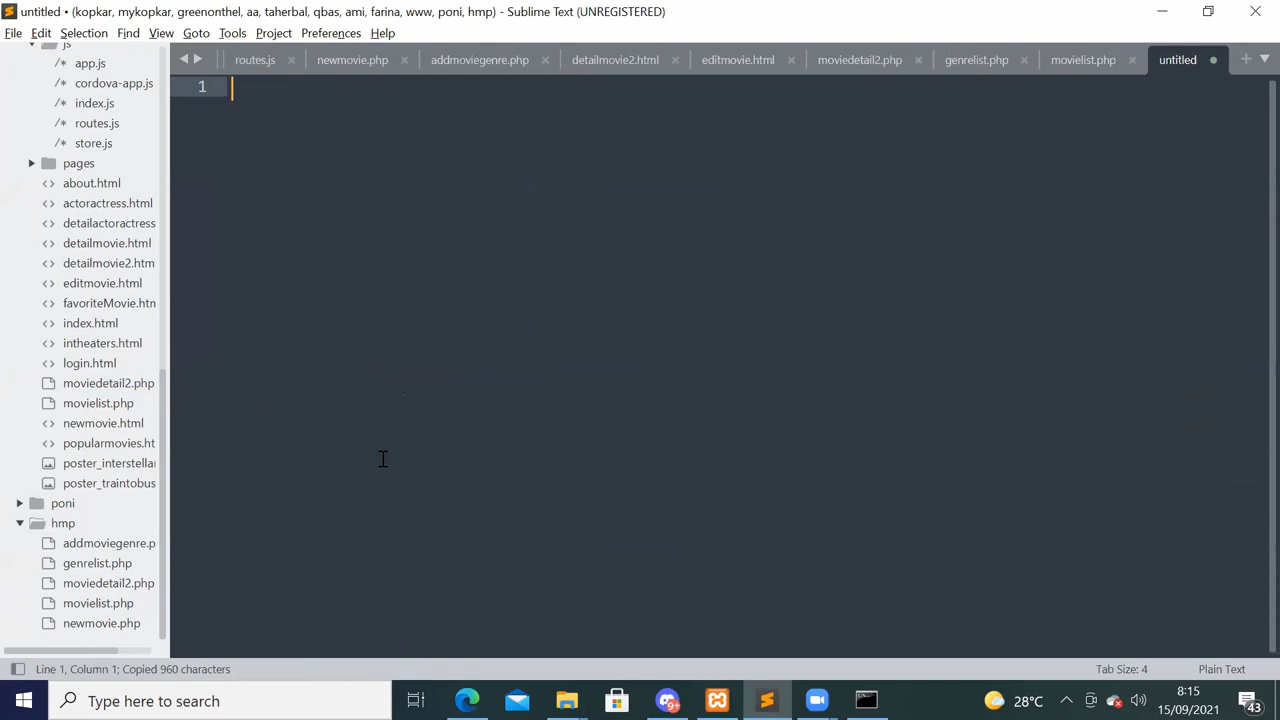 untitled • (kopkar, mykopkar, greenonthel, aa, taherbal, qbas, ami, farina, www, poni, hmp) - Sublime Text (UNREGISTERED)
File Edit Selection Find View Goto Tools Project Preferences Help
js
routes.js newmovie.php addmoviegenre.php detailmovie2.html editmovie.html moviedetail2.php genrelist.php movielist.php untitled
app.js
1
cordova-app.js
index.js
routes.js
store.js
pages
about.html
actoractress.html
detailactoractress
detailmovie.html
detailmovie2.htm
editmovie.html
favoriteMovie.htn
index.html
intheaters.html
login.html
moviedetail2.php
movielist.php
newmovie.html
popularmovies.ht
poster_interstella
poster_traintobus
poni
hmp
addmoviegenre.p
genrelist.php
moviedetail2.php
movielist.php
newmovie.php
Line 1, Column 1; Copied 960 characters Tab Size: 4 Plain Text
Type here to search
28°C
8:15
15/09/2021
43